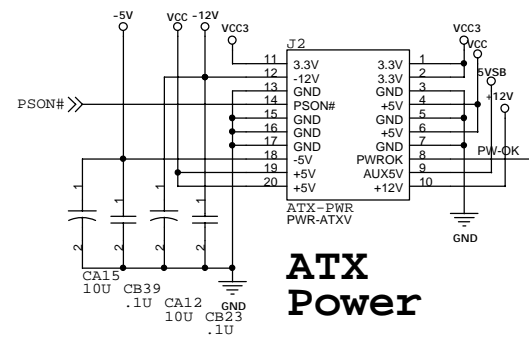 -5V
VCC
-12V
VCC3
VCC3
VCC
5VSB
+12V
J2
11 3.3V 3.3V 1
12 -12V 3.3V 2
13 GND GND 3
14 PSON# +5V 4
15 GND GND 5
16 GND +5V 6
17 GND GND 7
18 -5V PWROK 8
19 +5V AUX5V 9
20 +5V +12V 10
PSON#
PW-OK
ATX-PWR
PWR-ATXV
1 1 1 1
2 2 2 2
CA15
10U
CB39
.1U
CA12
10U
CB23
.1U
GND
GND
ATX
Power